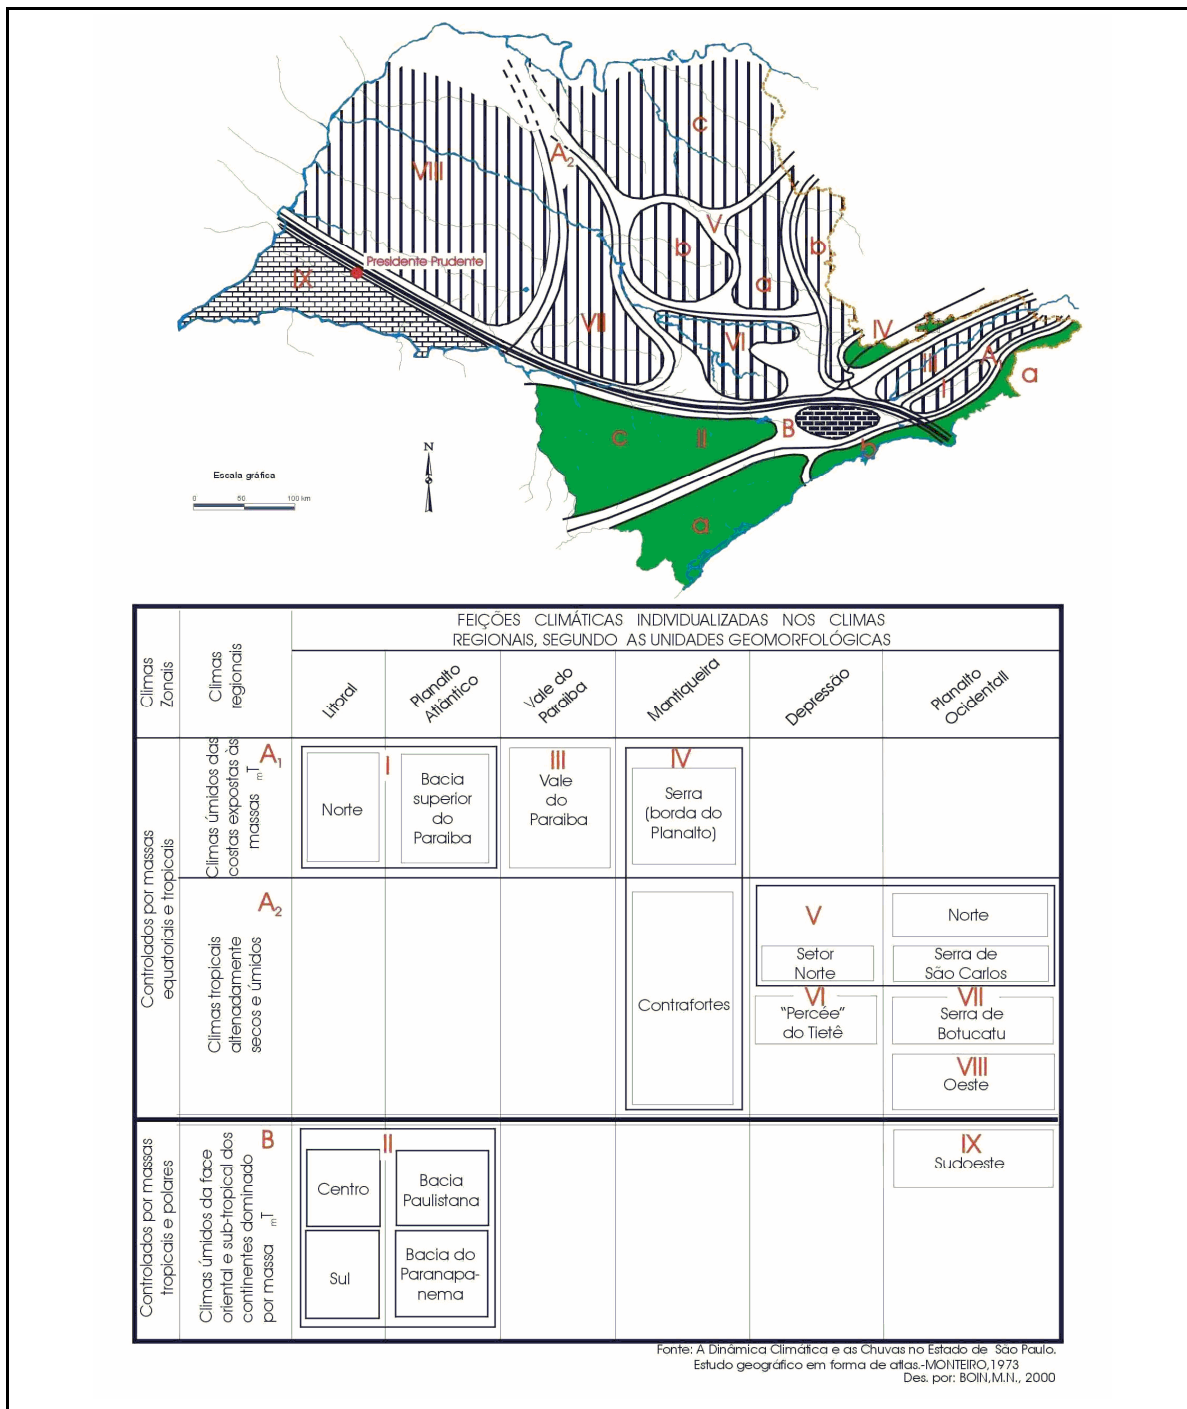 c
A2
VIII
V
b
b
Presidente Prudente
a
IX
VII
VI
IV
III
A
I
a
c
II
B
b
a
N
Escala gráfica
0 50 100 km
FEIÇÕES CLIMÁTICAS INDIVIDUALIZADAS NOS CLIMAS
REGIONAIS, SEGUNDO AS UNIDADES GEOMORFOLÓGICAS
Climas
Zonais
Climas
regionais
Litoral
Planalto
Atlântico
Vale do
Paraiba
Mantiqueira
Depressão
Planalto
Ocidentall
Controlados por massas
equatoriais e tropicais
Climas úmidos das
costas expostas às
massas mT
A1
I
Norte
Bacia
superior
do
Paraiba
III
Vale
do
Paraiba
IV
Serra
(borda do
Planalto)
Climas tropicais
altenadamente
secos e úmidos
A2
Contrafortes
V
Setor
Norte
Norte
Serra de
São Carlos
VI
"Percée"
do Tietê
VII
Serra de
Botucatu
VIII
Oeste
Controlados por massas
tropicais e polares
Climas úmidos da face
oriental e sub-tropical dos
continentes dominado
por massa mT
B
II
Centro
Bacia
Paulistana
Sul
Bacia do
Paranapa-
nema
IX
Sudoeste
Fonte: A Dinâmica Climática e as Chuvas no Estado de São Paulo.
Estudo geográfico em forma de atlas.-MONTEIRO,1973
Des. por: BOIN,M.N., 2000